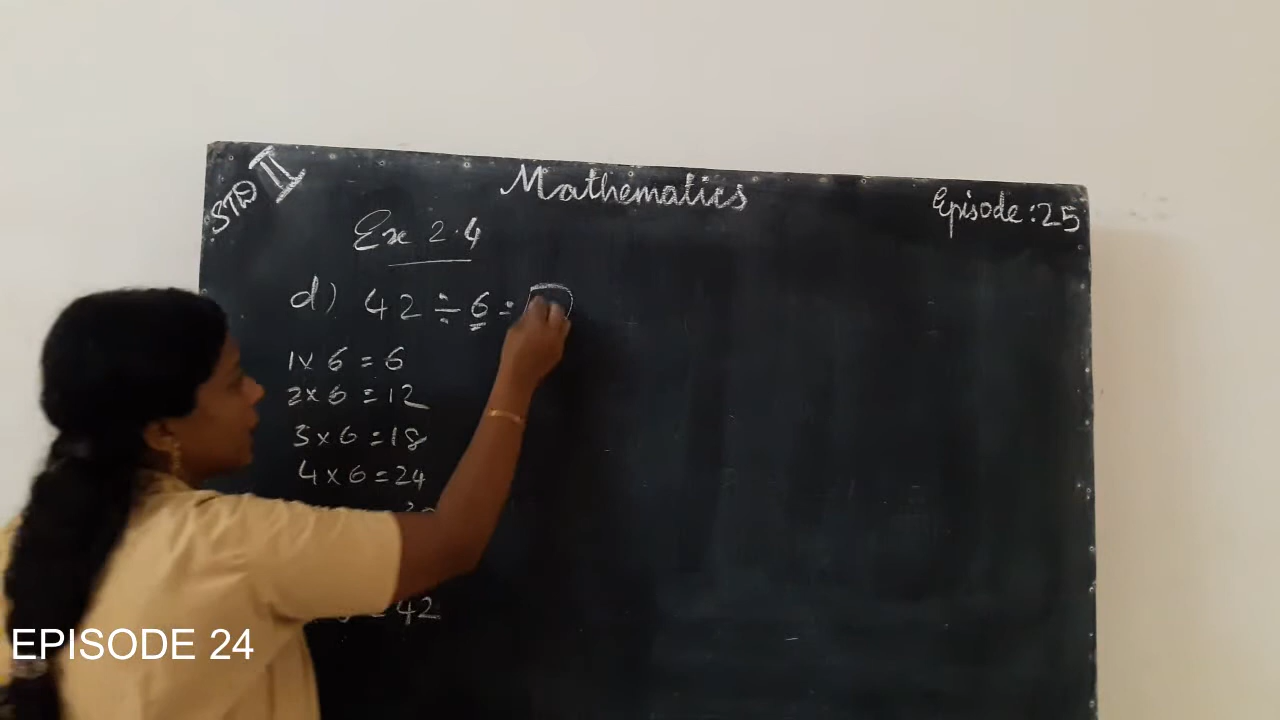 STD II
Mathematics
Episode :25
Ex 2.4
d) 42 ÷ 6 =
1 x 6 = 6
2 x 6 = 12
3 x 6 = 18
4 x 6 = 24
= 42
EPISODE 24